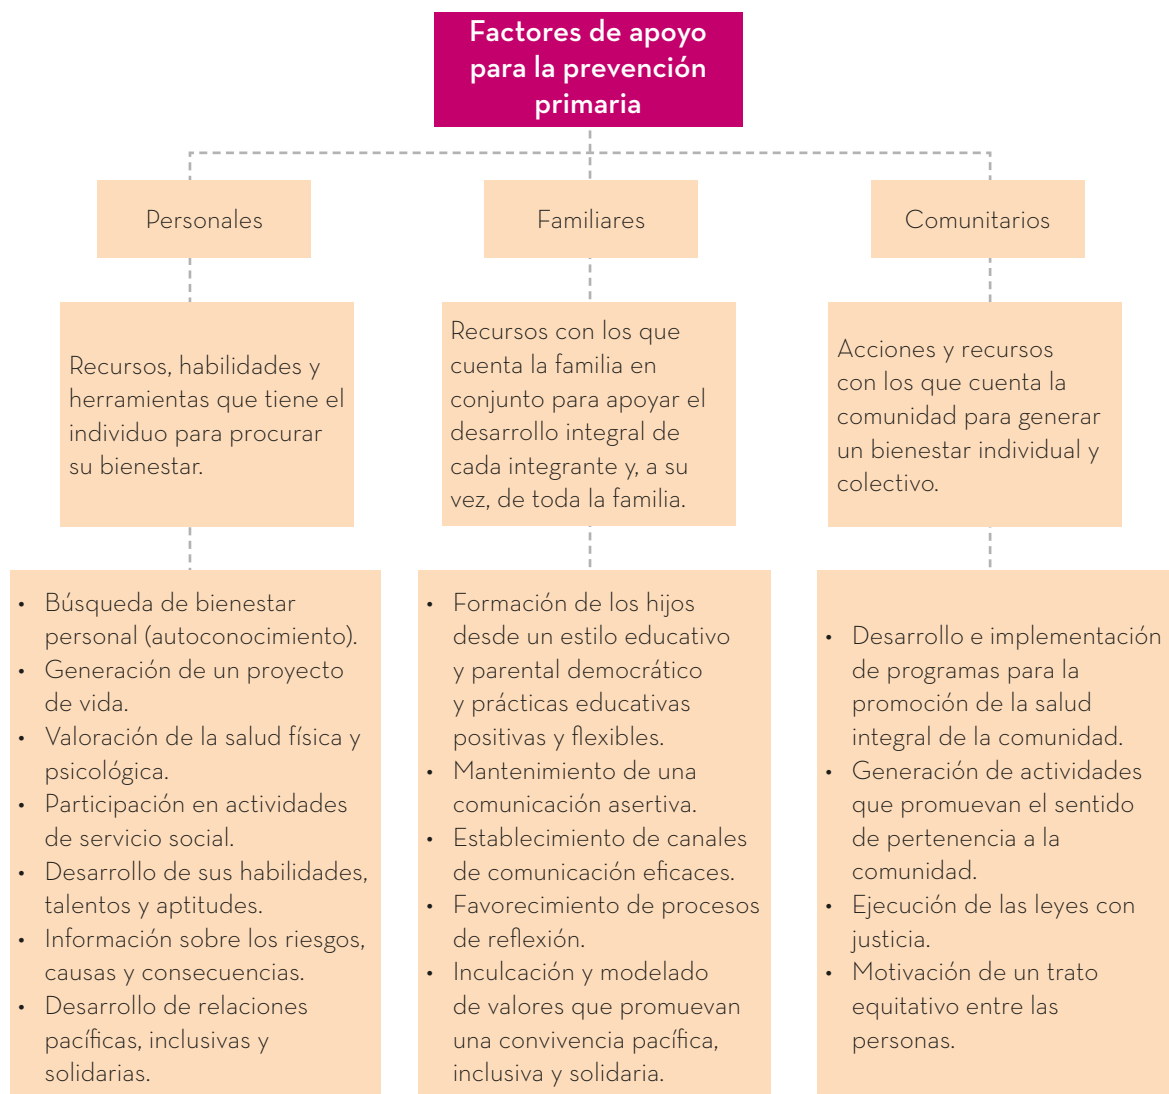 Factores de apoyo
para la prevención
primaria
Personales
Familiares
Comunitarios
Recursos, habilidades y
herramientas que tiene el
individuo para procurar
su bienestar.
Recursos con los que
cuenta la familia en
conjunto para apoyar el
desarrollo integral de
cada integrante y, a su
vez, de toda la familia.
Acciones y recursos
con los que cuenta la
comunidad para generar
un bienestar individual y
colectivo.
• Búsqueda de bienestar
personal (autoconocimiento).
• Generación de un proyecto
de vida.
• Valoración de la salud física y
psicológica.
• Participación en actividades
de servicio social.
• Desarrollo de sus habilidades,
talentos y aptitudes.
• Información sobre los riesgos,
causas y consecuencias.
• Desarrollo de relaciones
pacíficas, inclusivas y
solidarias.
• Formación de los hijos
desde un estilo educativo
y parental democrático
y prácticas educativas
positivas y flexibles.
• Mantenimiento de una
comunicación asertiva.
• Establecimiento de canales
de comunicación eficaces.
• Favorecimiento de procesos
de reflexión.
• Inculcación y modelado
de valores que promuevan
una convivencia pacífica,
inclusiva y solidaria.
• Desarrollo e implementación
de programas para la
promoción de la salud
integral de la comunidad.
• Generación de actividades
que promuevan el sentido
de pertenencia a la
comunidad.
• Ejecución de las leyes con
justicia.
• Motivación de un trato
equitativo entre las
personas.